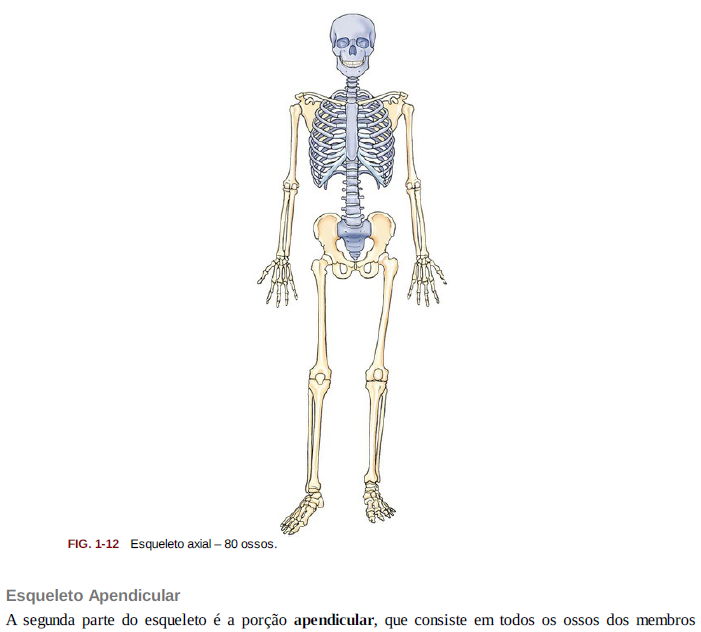 FIG. 1-12 Esqueleto axial – 80 ossos.
Esqueleto Apendicular
A segunda parte do esqueleto é a porção apendicular, que consiste em todos os ossos dos membros